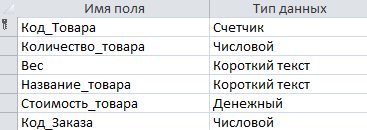 Имя поля Тип данных
Код_Товара Счетчик
Количество_товара Числовой
Вес Короткий текст
Название_товара Короткий текст
Стоимость_товара Денежный
Код_Заказа Числовой